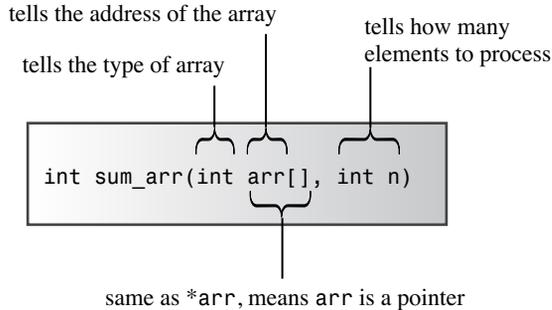 tells the address of the array
tells how many
elements to process
tells the type of array
int sum_arr(int arr[], int n)
same as *arr, means arr is a pointer